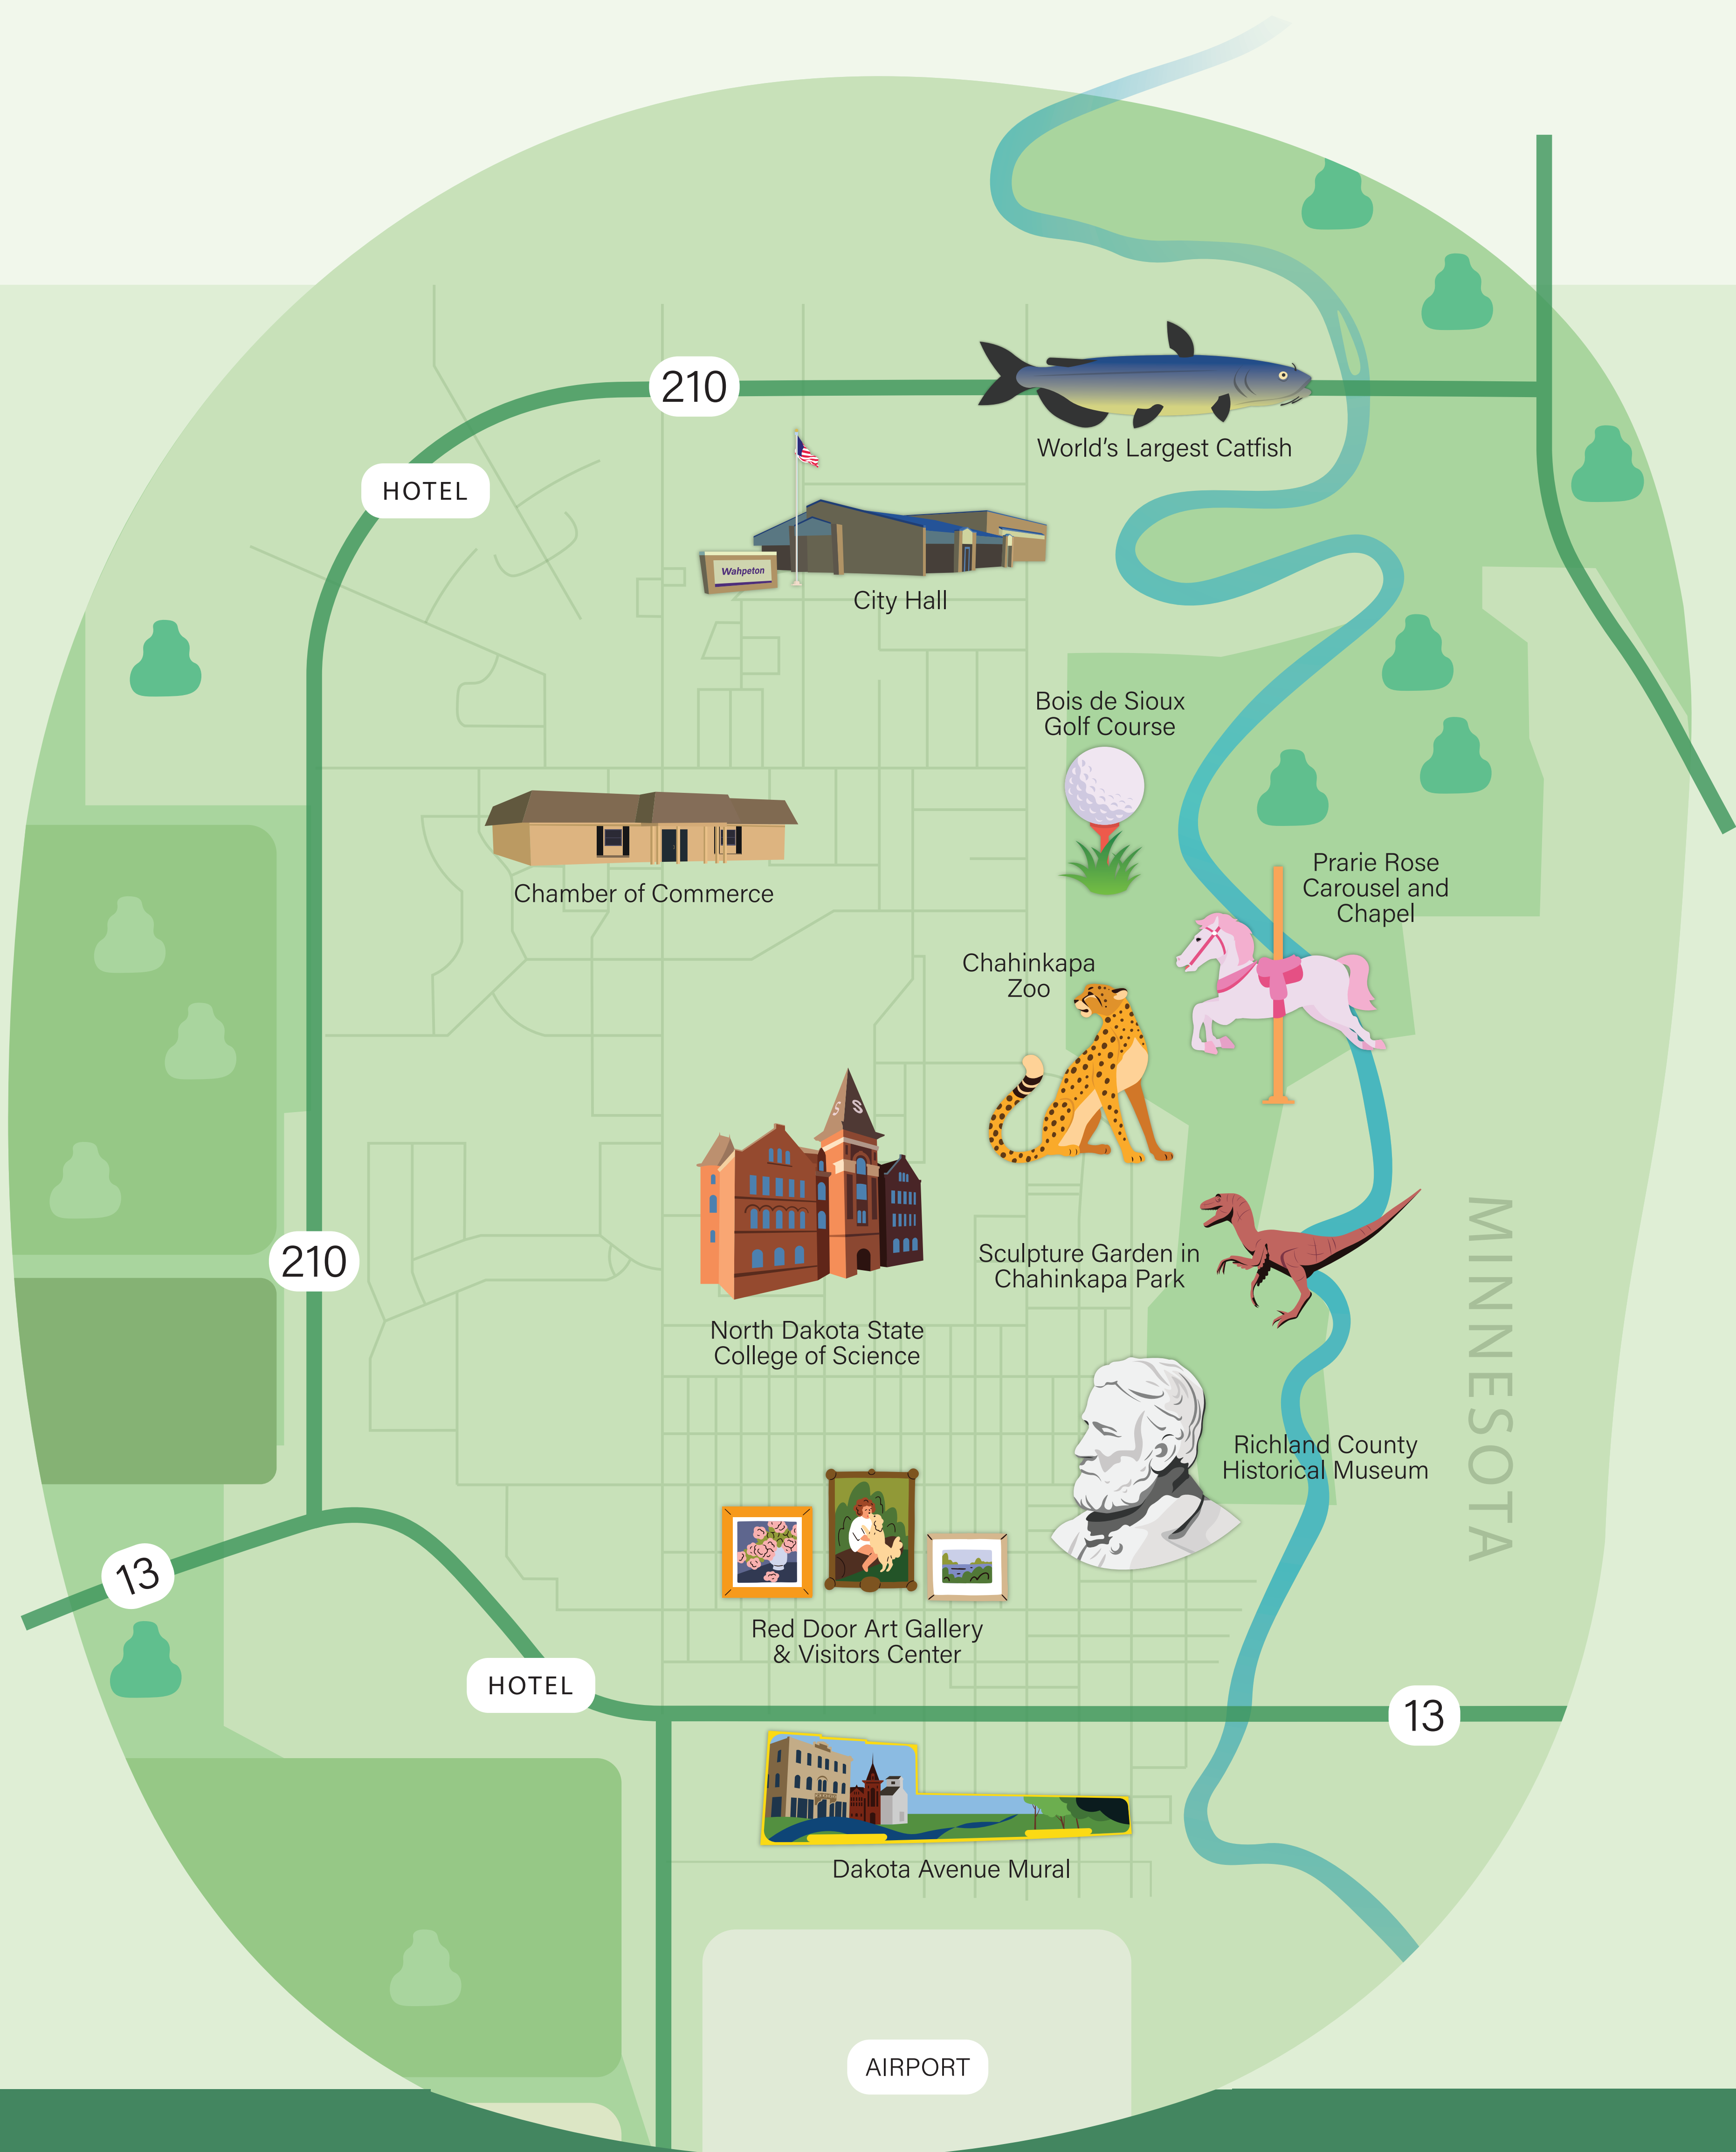 210
World's Largest Catfish
HOTEL
Wahpeton
City Hall
Bois de Sioux
Golf Course
Chamber of Commerce
Prarie Rose
Carousel and
Chapel
Chahinkapa
Zoo
S S
MINNESOTA
210
Sculpture Garden in
Chahinkapa Park
North Dakota State
College of Science
Richland County
Historical Museum
13
Red Door Art Gallery
& Visitors Center
HOTEL
13
Dakota Avenue Mural
AIRPORT